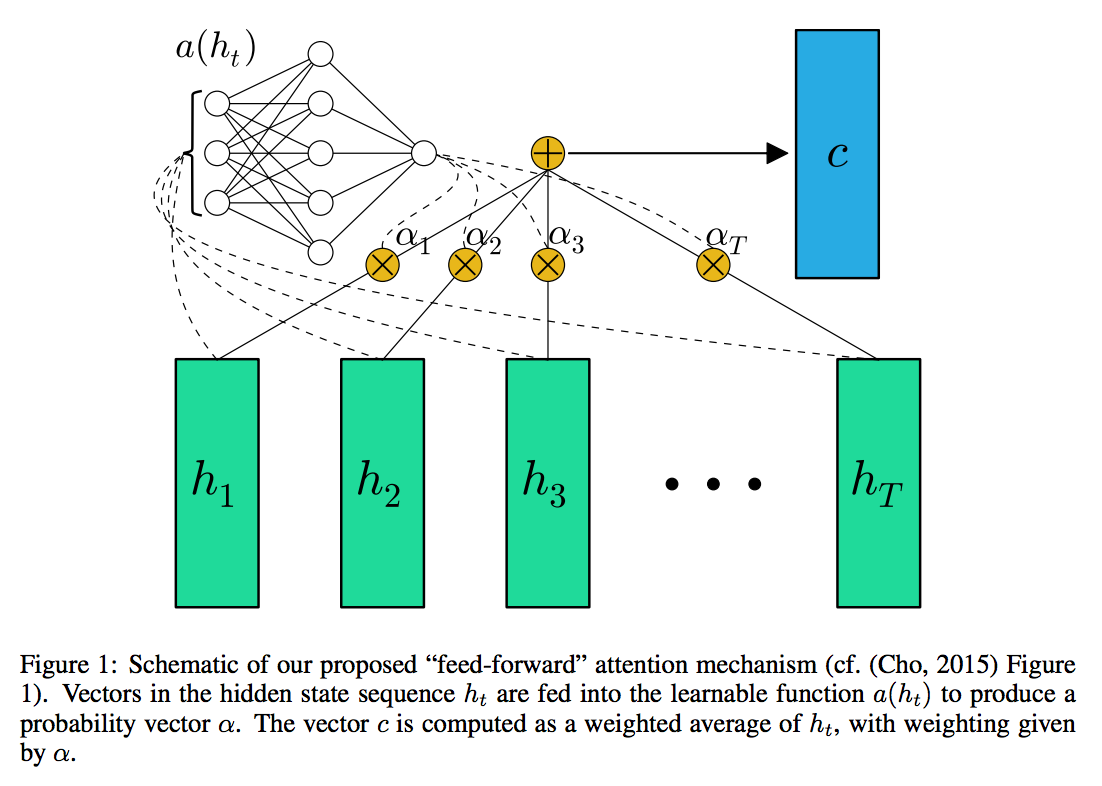 a(h_t)
c
α_1 α_2 α_3 α_T
h_1 h_2 h_3 • • • h_T
Figure 1: Schematic of our proposed “feed-forward” attention mechanism (cf. (Cho, 2015) Figure
1). Vectors in the hidden state sequence h_t are fed into the learnable function a(h_t) to produce a
probability vector α. The vector c is computed as a weighted average of h_t, with weighting given
by α.